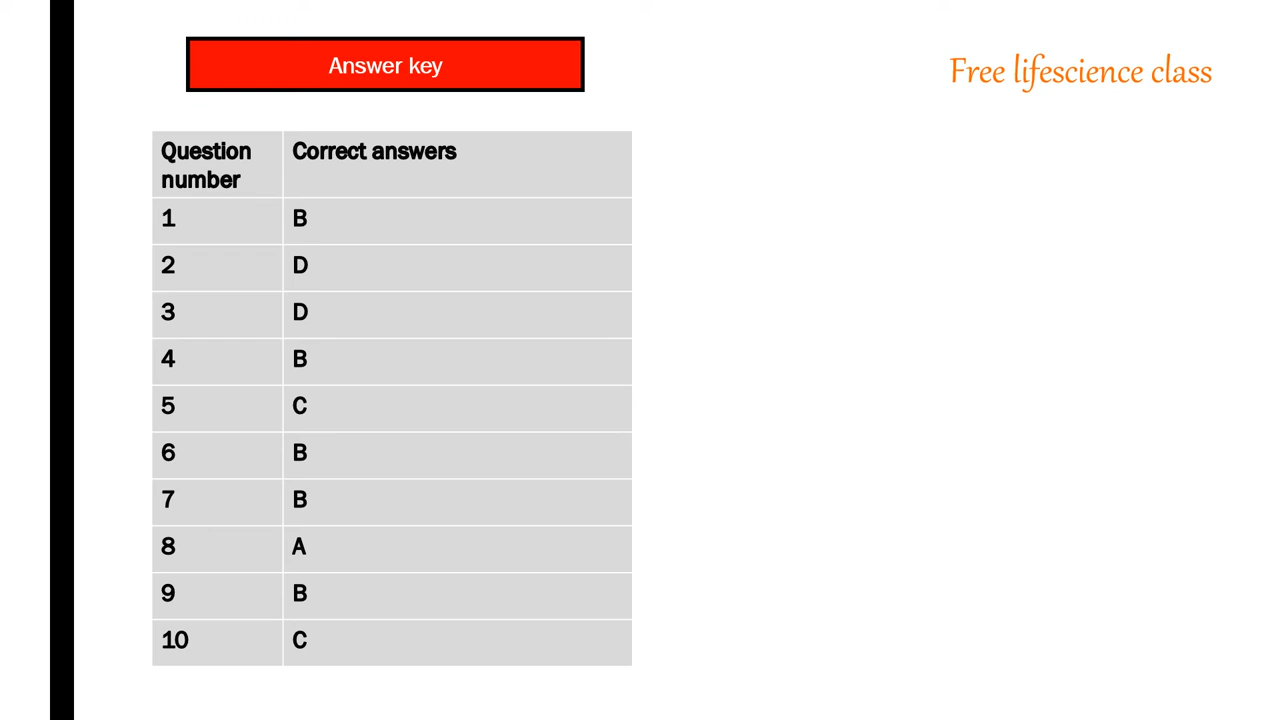 Answer key
Free lifescience class
Question number
Correct answers
1 B
2 D
3 D
4 B
5 C
6 B
7 B
8 A
9 B
10 C